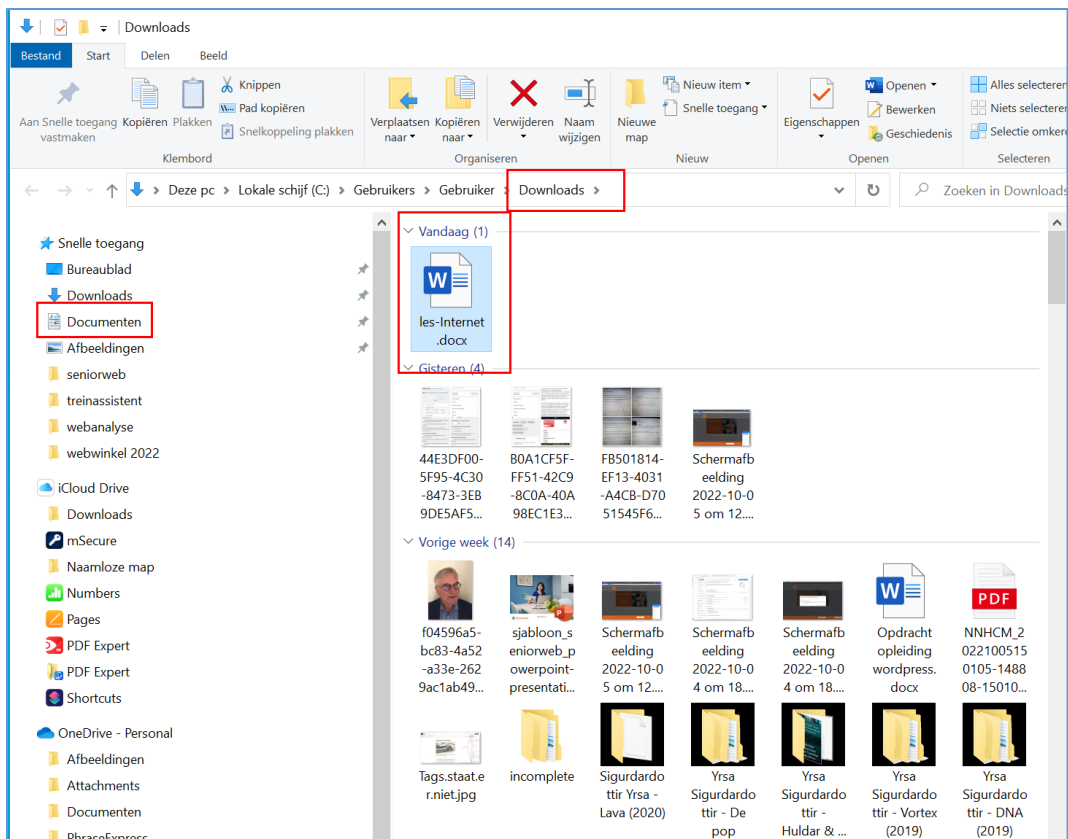 Downloads
Bestand Start Delen Beeld
Aan Snelle toegang
vastmaken
Kopiëren
Plakken
Knippen
Pad kopiëren
Snelkoppeling plakken
Klembord
Verplaatsen
naar
Kopiëren
naar
Verwijderen
Naam
wijzigen
Organiseren
Nieuwe
map
Nieuw item
Snelle toegang
Nieuw
Eigenschappen
Openen
Bewerken
Geschiedenis
Openen
Alles selecteren
Niets selecteren
Selectie omker
Selecteren
Deze pc > Lokale schijf (C:) > Gebruikers > Gebruiker > Downloads >
Zoeken in Downloads
Snelle toegang
Bureaublad
Downloads
Documenten
Afbeeldingen
seniorweb
treinassistent
webanalyse
webwinkel 2022
iCloud Drive
Downloads
mSecure
Naamloze map
Numbers
Pages
PDF Expert
PDF Expert
Shortcuts
OneDrive - Personal
Afbeeldingen
Attachments
Documenten
PhraseExpress
Vandaag (1)
les-Internet
.docx
Gisteren (4)
44E3DF00-
5F95-4C30
-8473-3EB
9DE5AF5...
B0A1CF5F-
FF51-42C9
-8C0A-40A
98EC1E3...
FB501814-
EF13-4031
-A4CB-D70
51545F6...
Schermafb
eelding
2022-10-0
5 om 12....
Vorige week (14)
f04596a5-
bc83-4a52
-a33e-262
9ac1ab49...
sjabloon_s
eniorweb_p
owerpoint-
presentati...
Schermafb
eelding
2022-10-0
5 om 12....
Schermafb
eelding
2022-10-0
4 om 18....
Schermafb
eelding
2022-10-0
4 om 18....
Opdracht
opleiding
wordpress.
docx
PDF
NNHCM_2
022100515
0105-1488
08-15010...
Tags.staat.e
r.niet.jpg
incomplete
Sigurdardo
ttir Yrsa -
Lava (2020)
Yrsa
Sigurdardo
ttir - De
pop
Yrsa
Sigurdardo
ttir -
Huldar & ...
Yrsa
Sigurdardo
ttir - Vortex
(2019)
Yrsa
Sigurdardo
ttir - DNA
(2019)